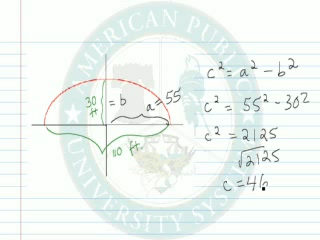 AMERICAN PUBLIC
UNIVERSITY SYSTEM
30 ft
= b
a = 55
110 ft.
c² = a² - b²
c² = 55² - 30²
c² = 2125
√2125
c = 46